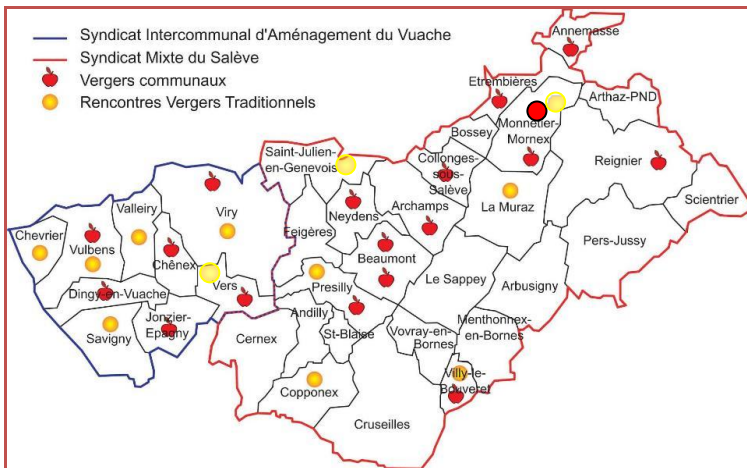 Syndicat Intercommunal d'Aménagement du Vuache
Syndicat Mixte du Salève
Vergers communaux
Rencontres Vergers Traditionnels
Annemasse
Etrembières
Arthaz-PND
Monnetier-
Mornex
Bossey
Reignier
Saint-Julien-
en-Genevois
Collonges-
sous-
Salève
Scientrier
Viry
Valleiry
Neydens
Archamps
La Muraz
Chevrier
Vulbens
Feigères
Pers-Jussy
Chênex
Beaumont
Le Sappey
Arbusigny
Dingy-en-Vuache
Vers
Presilly
Andilly
Menthonnex-
en-Bornes
Savigny
Jonzier-
Epagny
Cernex
St-Blaise
Vovray-en-
Bornes
Villy-le-
Bouveret
Copponex
Cruseilles